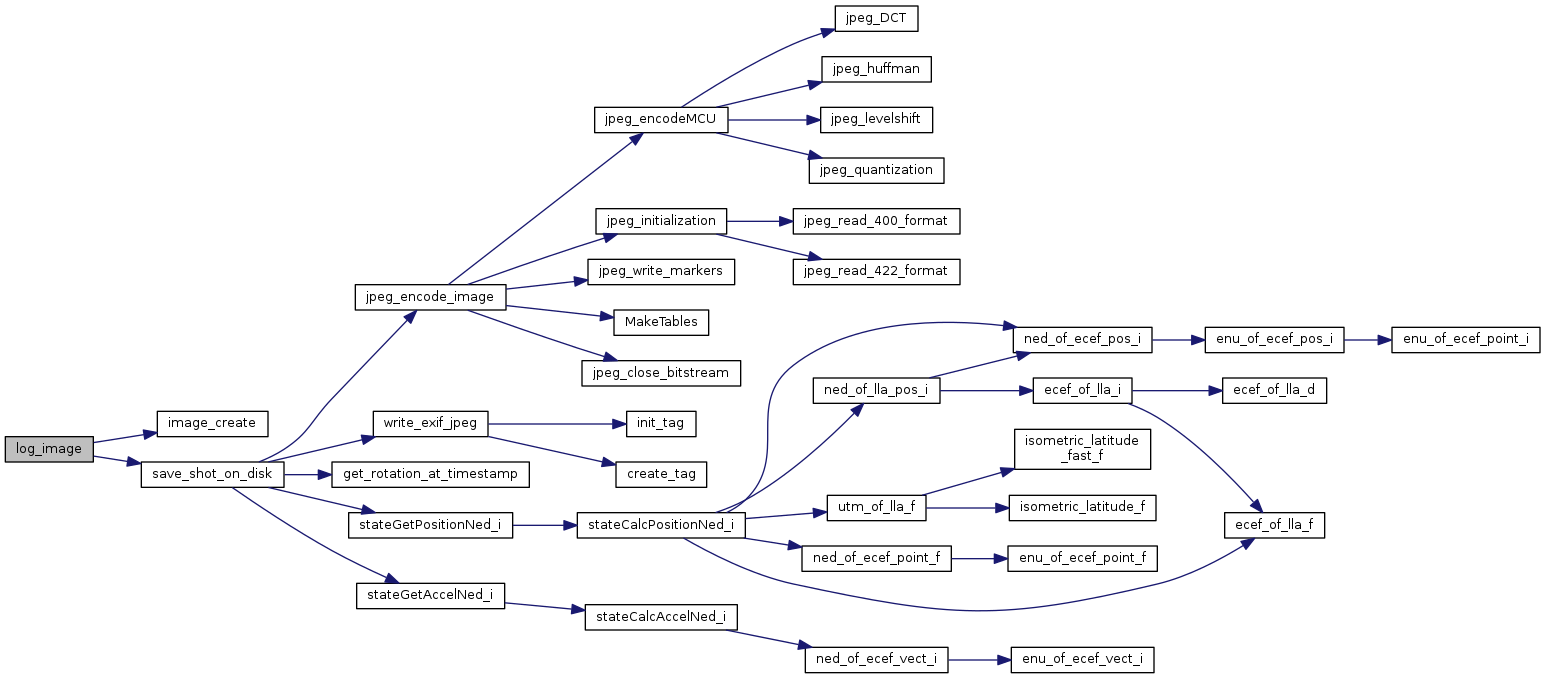 jpeg_DCT
jpeg_huffman
jpeg_encodeMCU
jpeg_levelshift
jpeg_quantization
jpeg_initialization
jpeg_read_400_format
jpeg_write_markers
jpeg_read_422_format
jpeg_encode_image
MakeTables
ned_of_ecef_pos_i
enu_of_ecef_pos_i
enu_of_ecef_point_i
jpeg_close_bitstream
ned_of_lla_pos_i
ecef_of_lla_i
ecef_of_lla_d
image_create
write_exif_jpeg
init_tag
log_image
isometric_latitude
_fast_f
save_shot_on_disk
get_rotation_at_timestamp
create_tag
utm_of_lla_f
isometric_latitude_f
stateGetPositionNed_i
stateCalcPositionNed_i
ecef_of_lla_f
ned_of_ecef_point_f
enu_of_ecef_point_f
stateGetAccelNed_i
stateCalcAccelNed_i
ned_of_ecef_vect_i
enu_of_ecef_vect_i